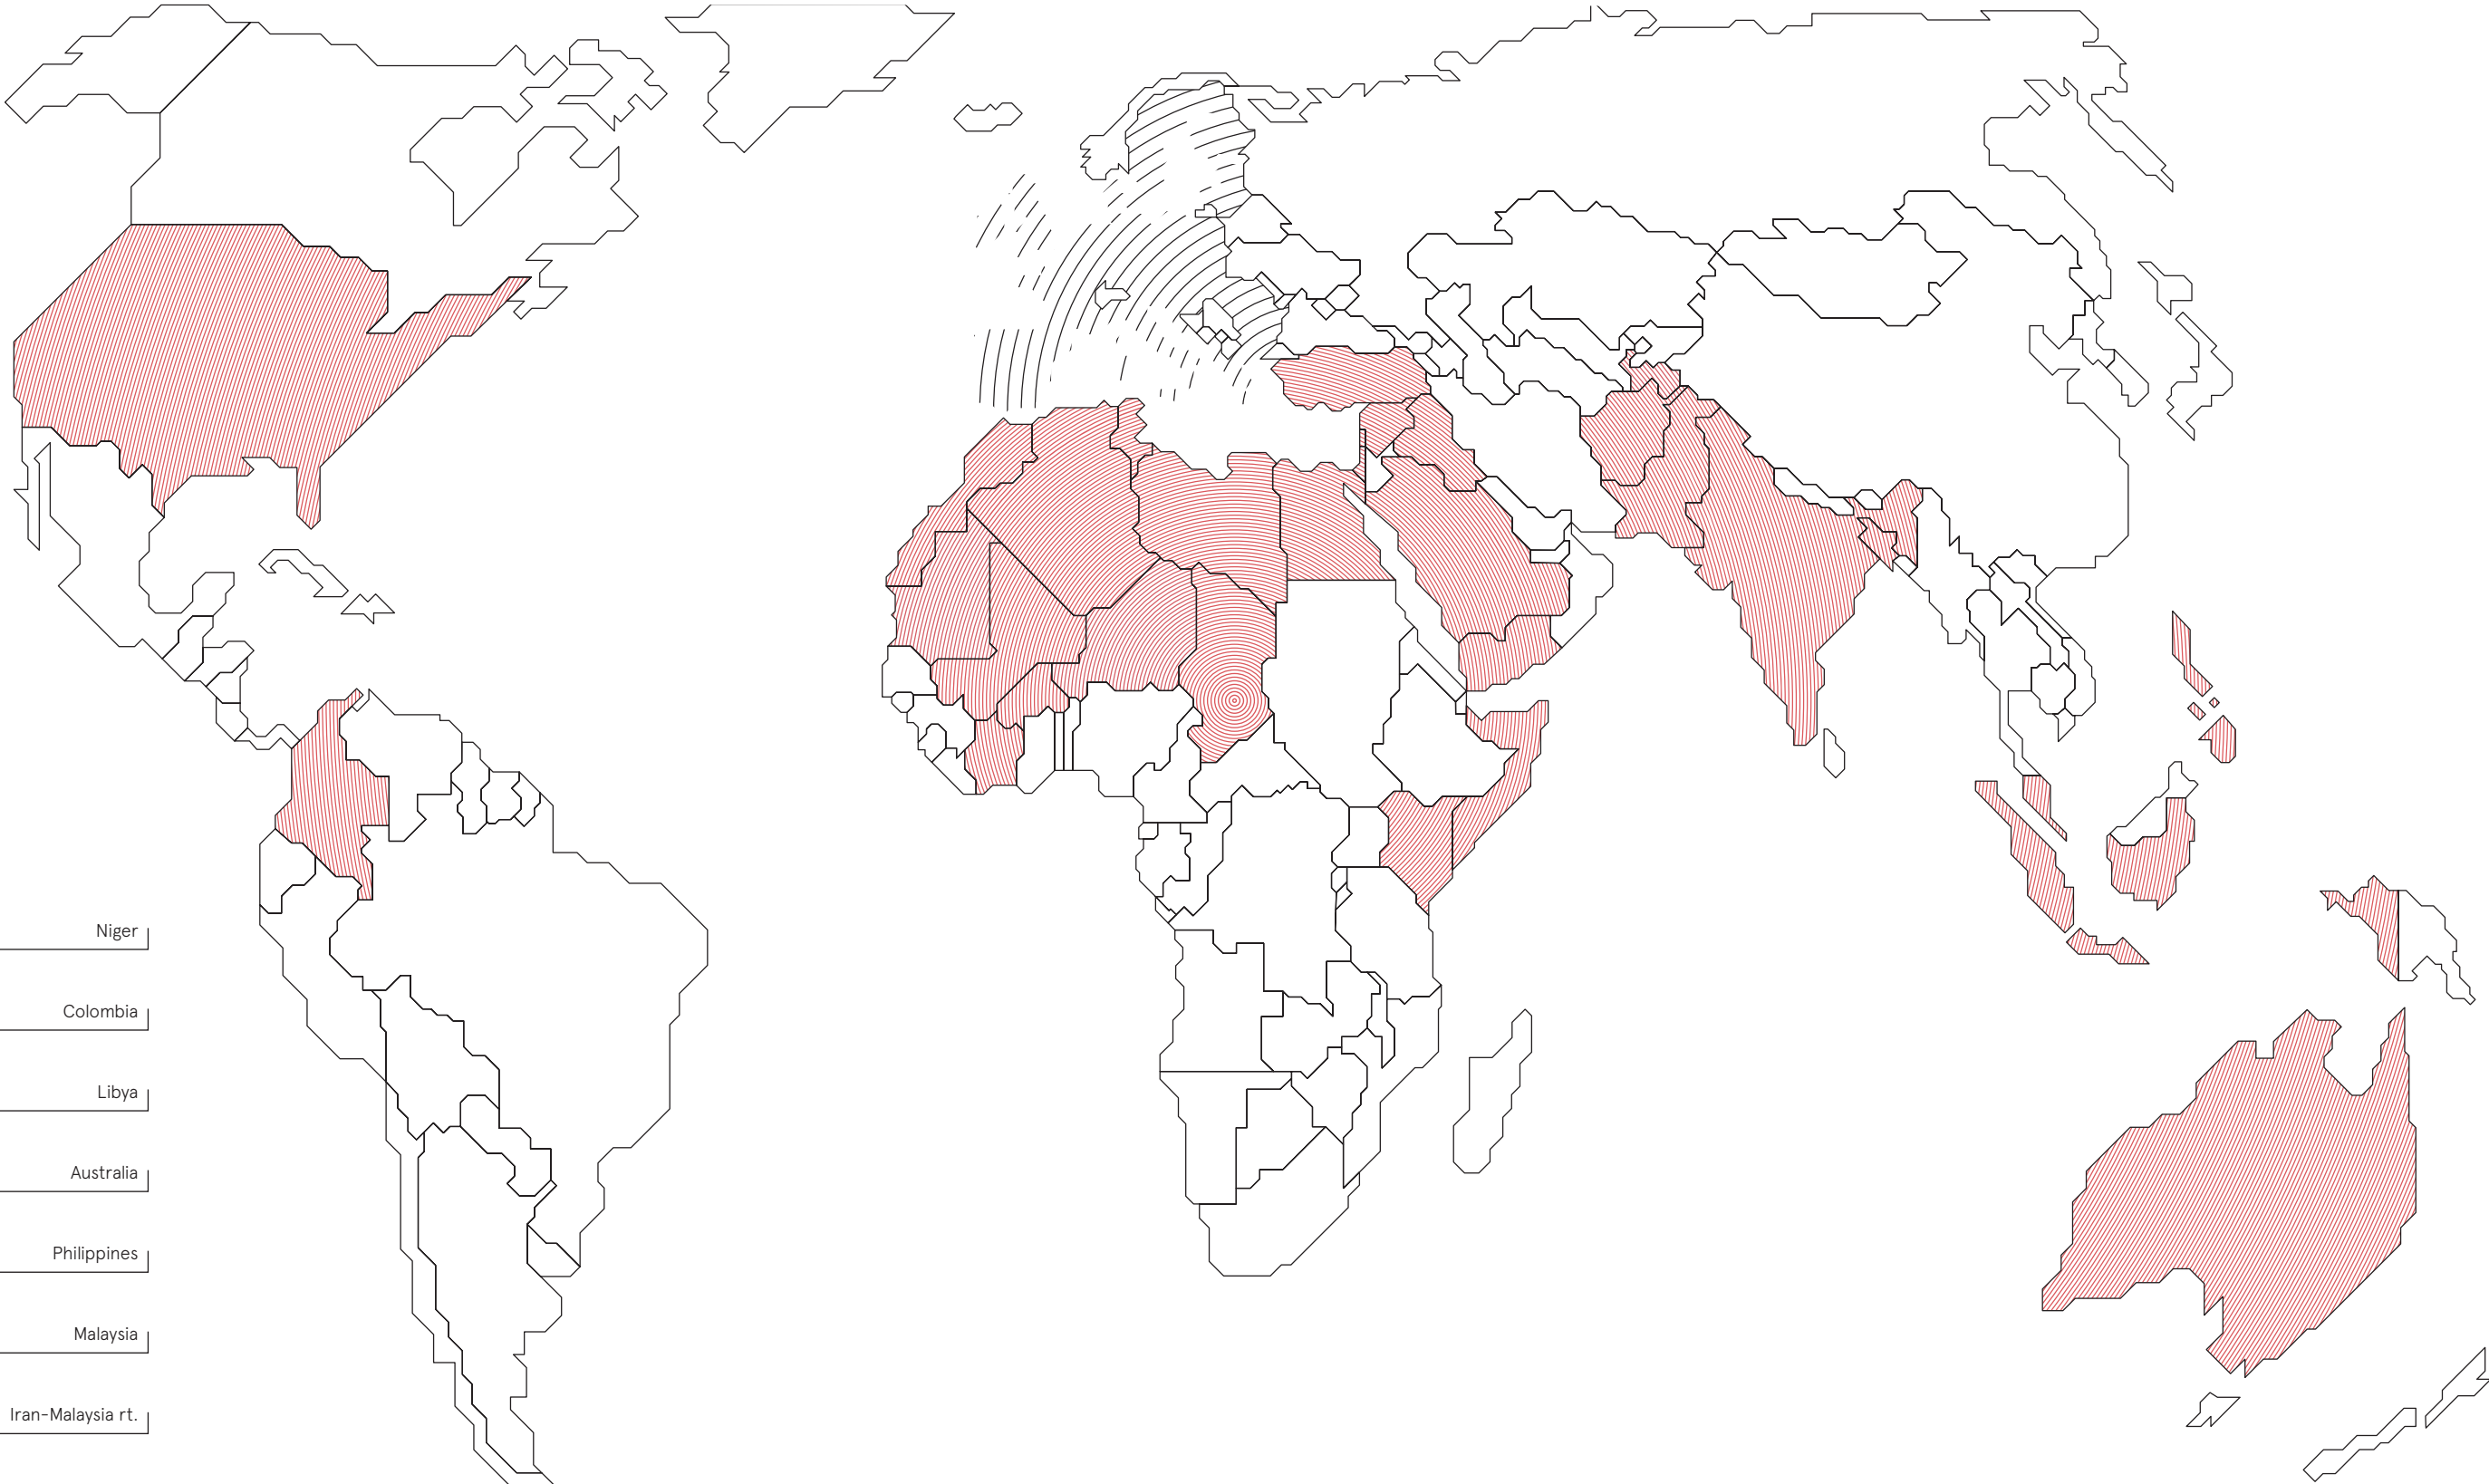 Niger
Colombia
Libya
Australia
Philippines
Malaysia
Iran-Malaysia rt.